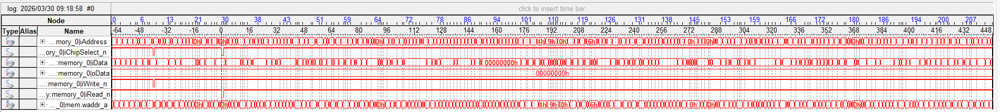 log: 2026/03/30 09:18:58 #0 click to insert time bar
Node 0 6 13 21 30 38 43 51 59 64 72 78 86 94 101 110 119 126 131 138 145 153 159 166 172 180 186 194 200 207
Type Alias Name -64 -48 -32 -16 0 16 32 48 64 80 96 112 128 144 160 176 192 208 224 240 256 272 288 304 320 336 352 368 384 400 416 432 448
...mory_0|iAddress 0h 0h 0h 4h 9h 0h 6h 0h 0h 0h
...ory_0|iChipSelect_n
...:memory_0|iData 00000000h
...:memory_0|oData 00000000h
...:memory_0|iWrite_n
...y:memory_0|iRead_n
..._0|mem.waddr_a 0h 0h 0h 4h 9h 0h 6h 0h 0h 0h